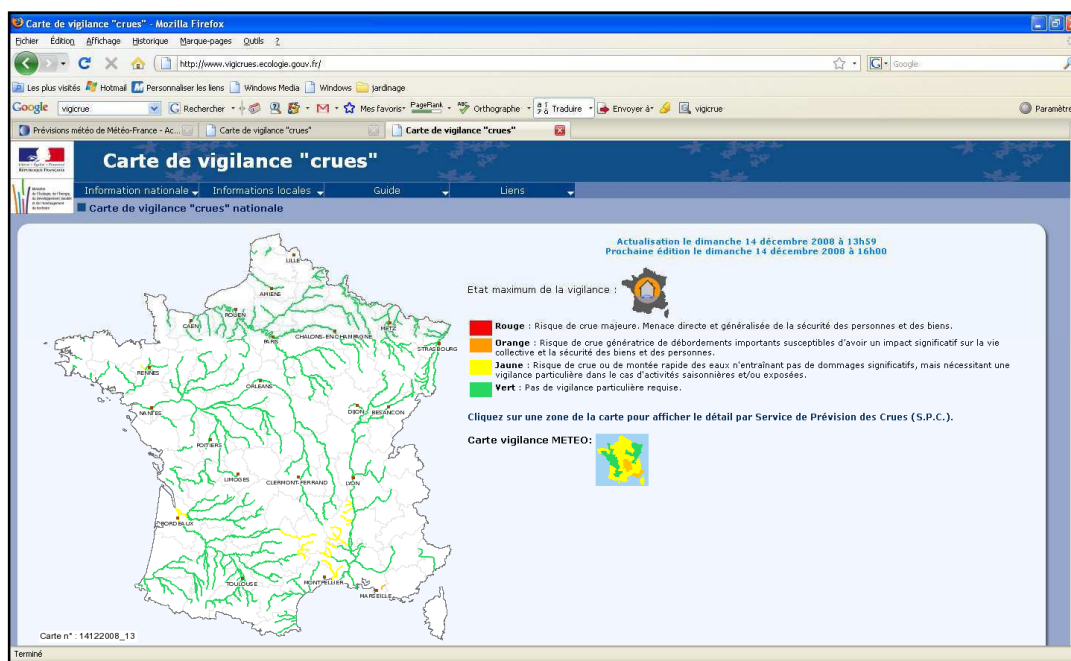 Carte de vigilance "crues" - Mozilla Firefox
Fichier Édition Affichage Historique Marque-pages Outils ?
http://www.vigicrues.ecologie.gouv.fr/
Google
Les plus visités Hotmail Personnaliser les liens Windows Media Windows Jardinage
Google vigicrue Rechercher Mes favoris PageRank Orthographe Traduire Envoyer à vigicrue Paramètre
Prévisions météo de Météo-France - Ac... Carte de vigilance "crues" Carte de vigilance "crues"
Carte de vigilance "crues"
RÉPUBLIQUE FRANÇAISE
Information nationale Informations locales Guide Liens
Carte de vigilance "crues" nationale
Actualisation le dimanche 14 décembre 2008 à 13h59
Prochaine édition le dimanche 14 décembre 2008 à 16h00
Etat maximum de la vigilance :
Rouge : Risque de crue majeure. Menace directe et généralisée de la sécurité des personnes et des biens.
Orange : Risque de crue génératrice de débordements importants susceptibles d'avoir un impact significatif sur la vie
collective et la sécurité des biens et des personnes.
Jaune : Risque de crue ou de montée rapide des eaux n'entraînant pas de dommages significatifs, mais nécessitant une
vigilance particulière dans le cas d'activités saisonnières et/ou exposées.
Vert : Pas de vigilance particulière requise.
Cliquez sur une zone de la carte pour afficher le détail par Service de Prévision des Crues (S.P.C.).
Carte vigilance METEO:
LILLE
AMIENS
ROUEN
CAEN
PARIS
CHALONS-EN-CHAMPAGNE
METZ
STRASBOURG
RENNES
ORLEANS
NANTES
DIJON
BESANCON
POITIERS
LIMOGES
CLERMONT-FERRAND
LYON
BORDEAUX
TOULOUSE
MONTPELLIER
MARSEILLE
Carte n° : 14122008_13
Terminé